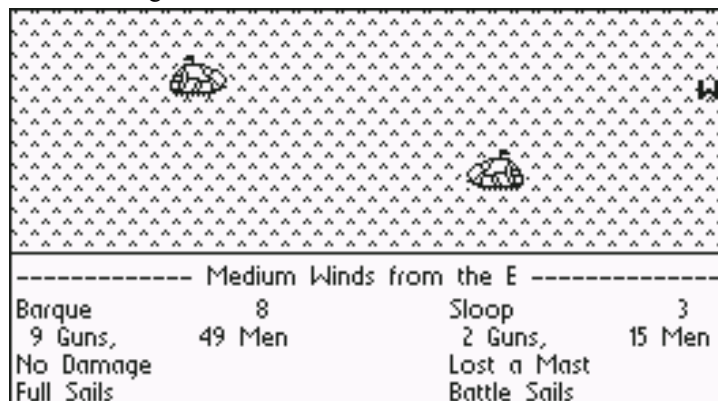 W
------------- Medium Winds from the E -------------
Barque 8 Sloop 3
9 Guns, 49 Men 2 Guns, 15 Men
No Damage Lost a Mast
Full Sails Battle Sails